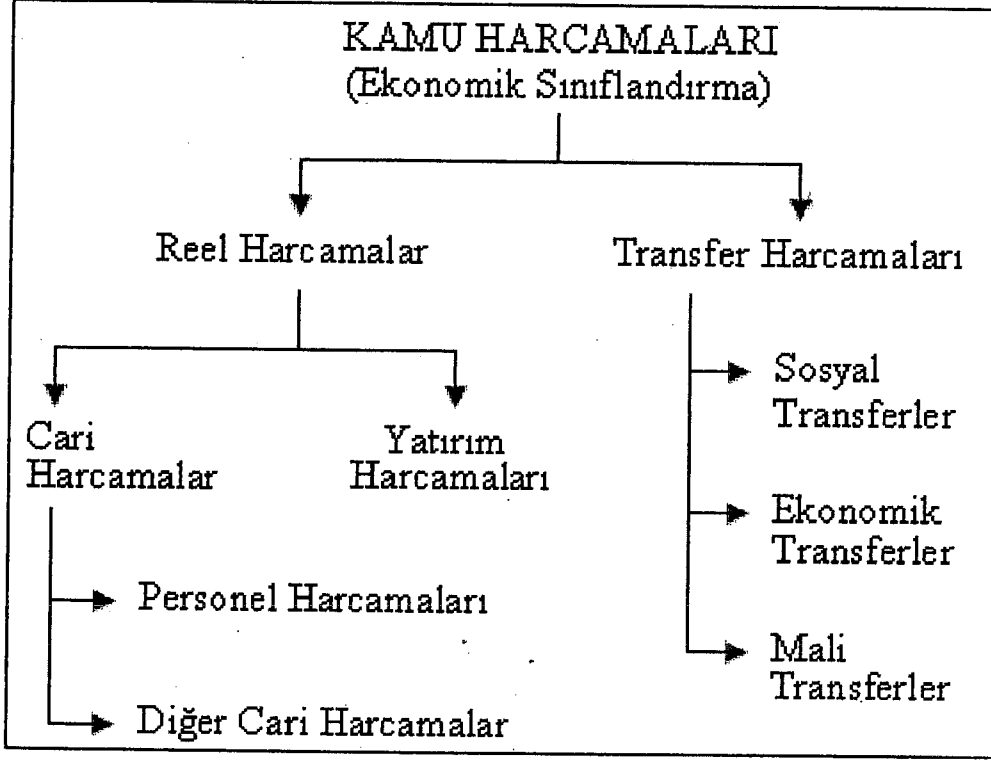 KAMU HARCAMALARI
(Ekonomik Sınıflandırma)
Reel Harcamalar
Transfer Harcamaları
Cari
Harcamalar
Yatırım
Harcamaları
Personel Harcamaları
Diğer Cari Harcamalar
Sosyal
Transferler
Ekonomik
Transferler
Mali
Transferler